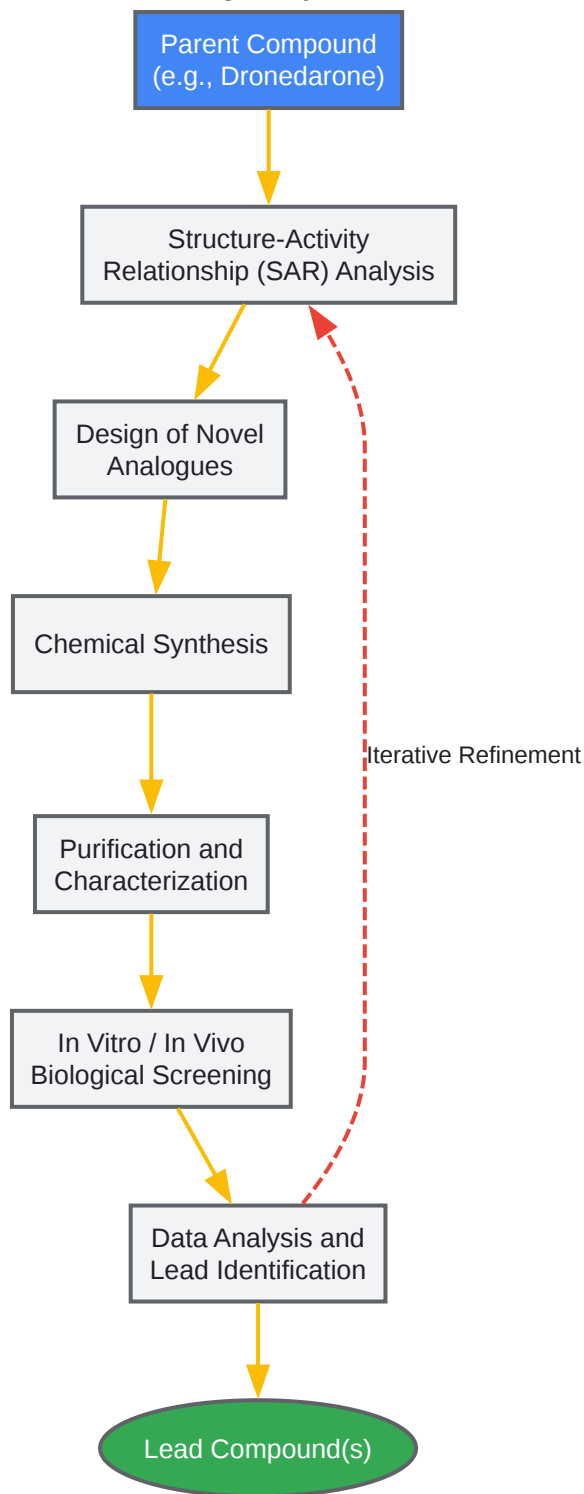 Parent Compound
(e.g., Dronedarone)
Structure-Activity
Relationship (SAR) Analysis
Design of Novel
Analogues
Chemical Synthesis
Iterative Refinement
Purification and
Characterization
In Vitro / In Vivo
Biological Screening
Data Analysis and
Lead Identification
Lead Compound(s)